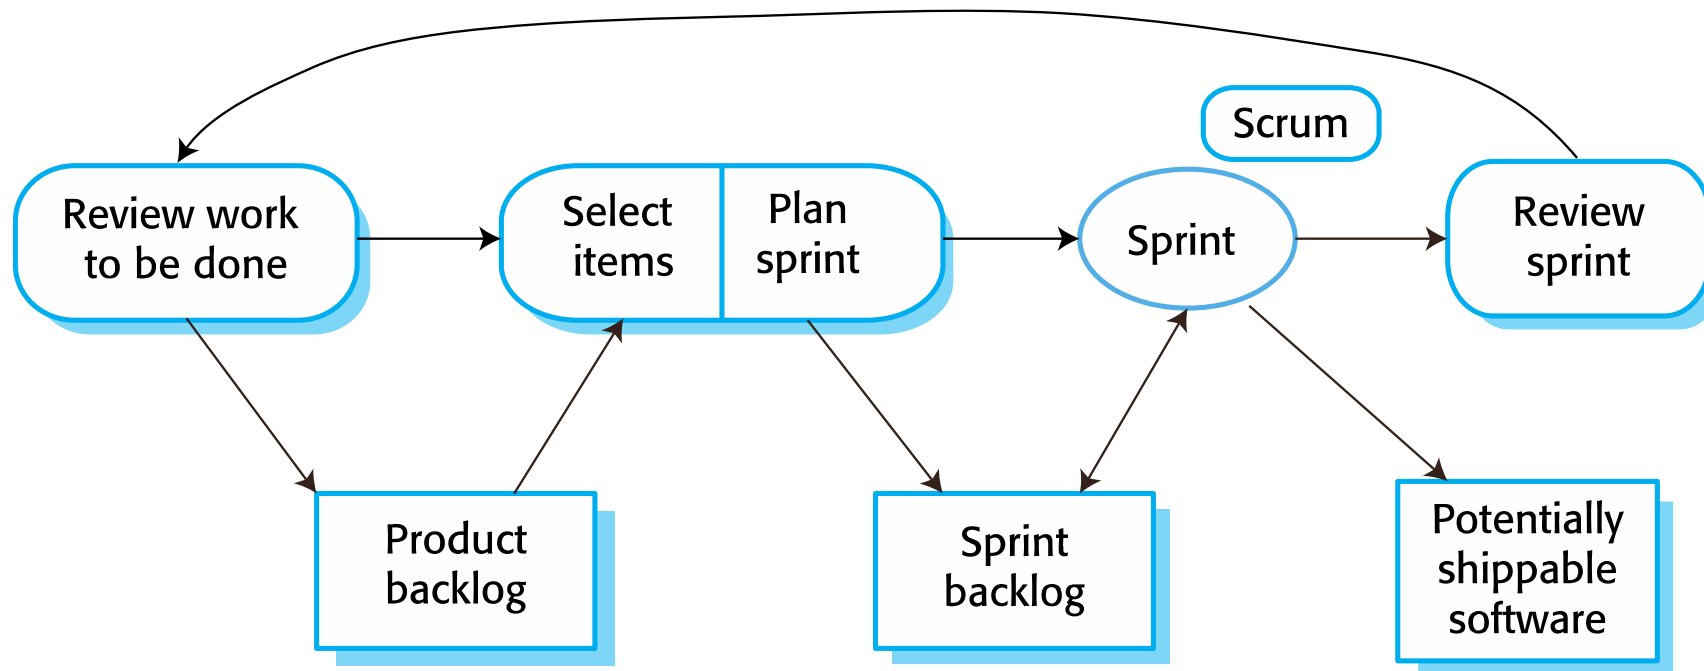 Scrum
Review work
to be done
Select
items
Plan
sprint
Sprint
Review
sprint
Product
backlog
Sprint
backlog
Potentially
shippable
software